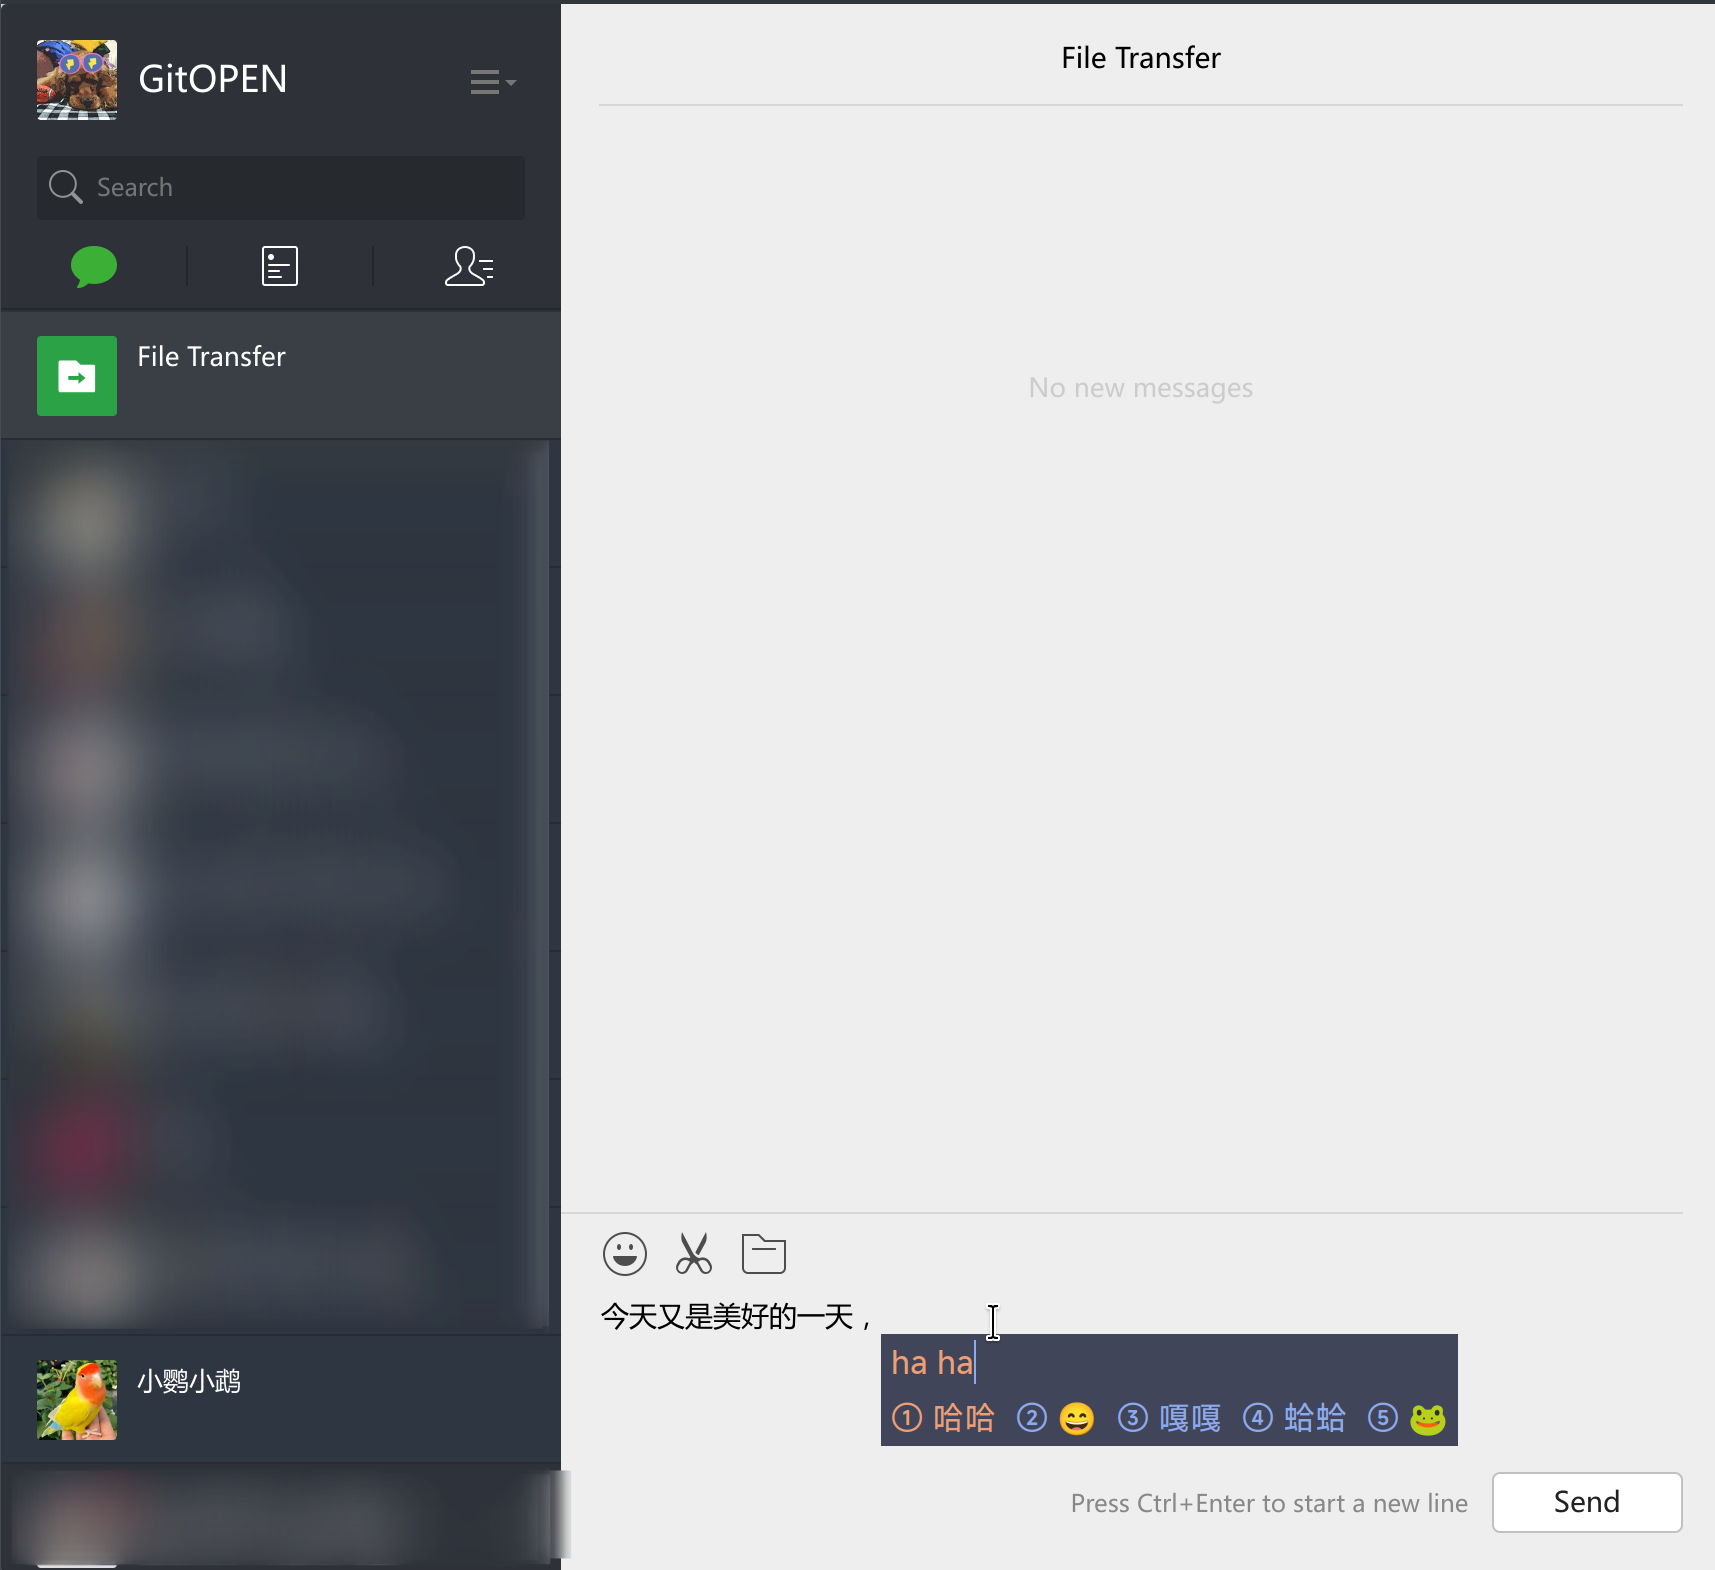 GitOPEN
Search
File Transfer
小鹦小鹉
File Transfer
No new messages
今天又是美好的一天，
ha ha
① 哈哈 ② 😄 ③ 嘎嘎 ④ 蛤蛤 ⑤ 🐸
Press Ctrl+Enter to start a new line
Send